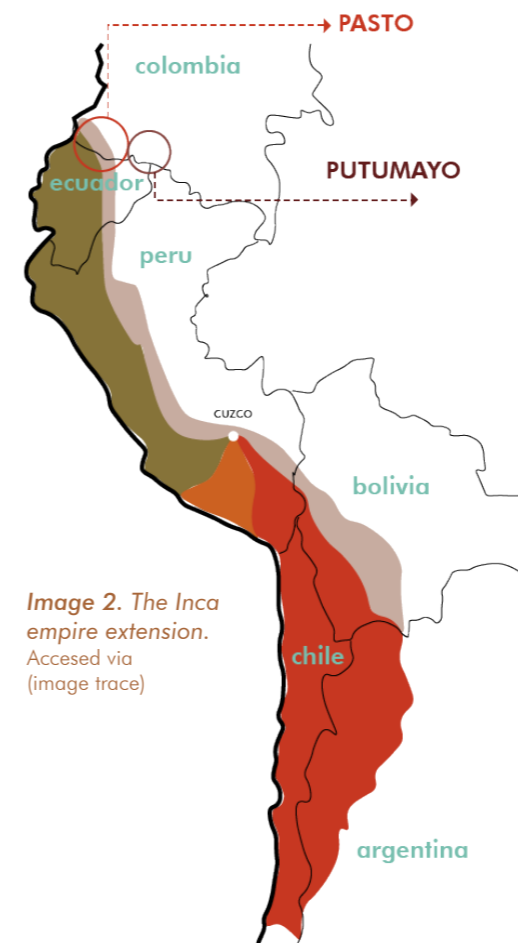 PASTO
colombia
PUTUMAYO
ecuador
peru
CUZCO
bolivia
Image 2. The Inca
empire extension.
Accesed via
(image trace)
chile
argentina